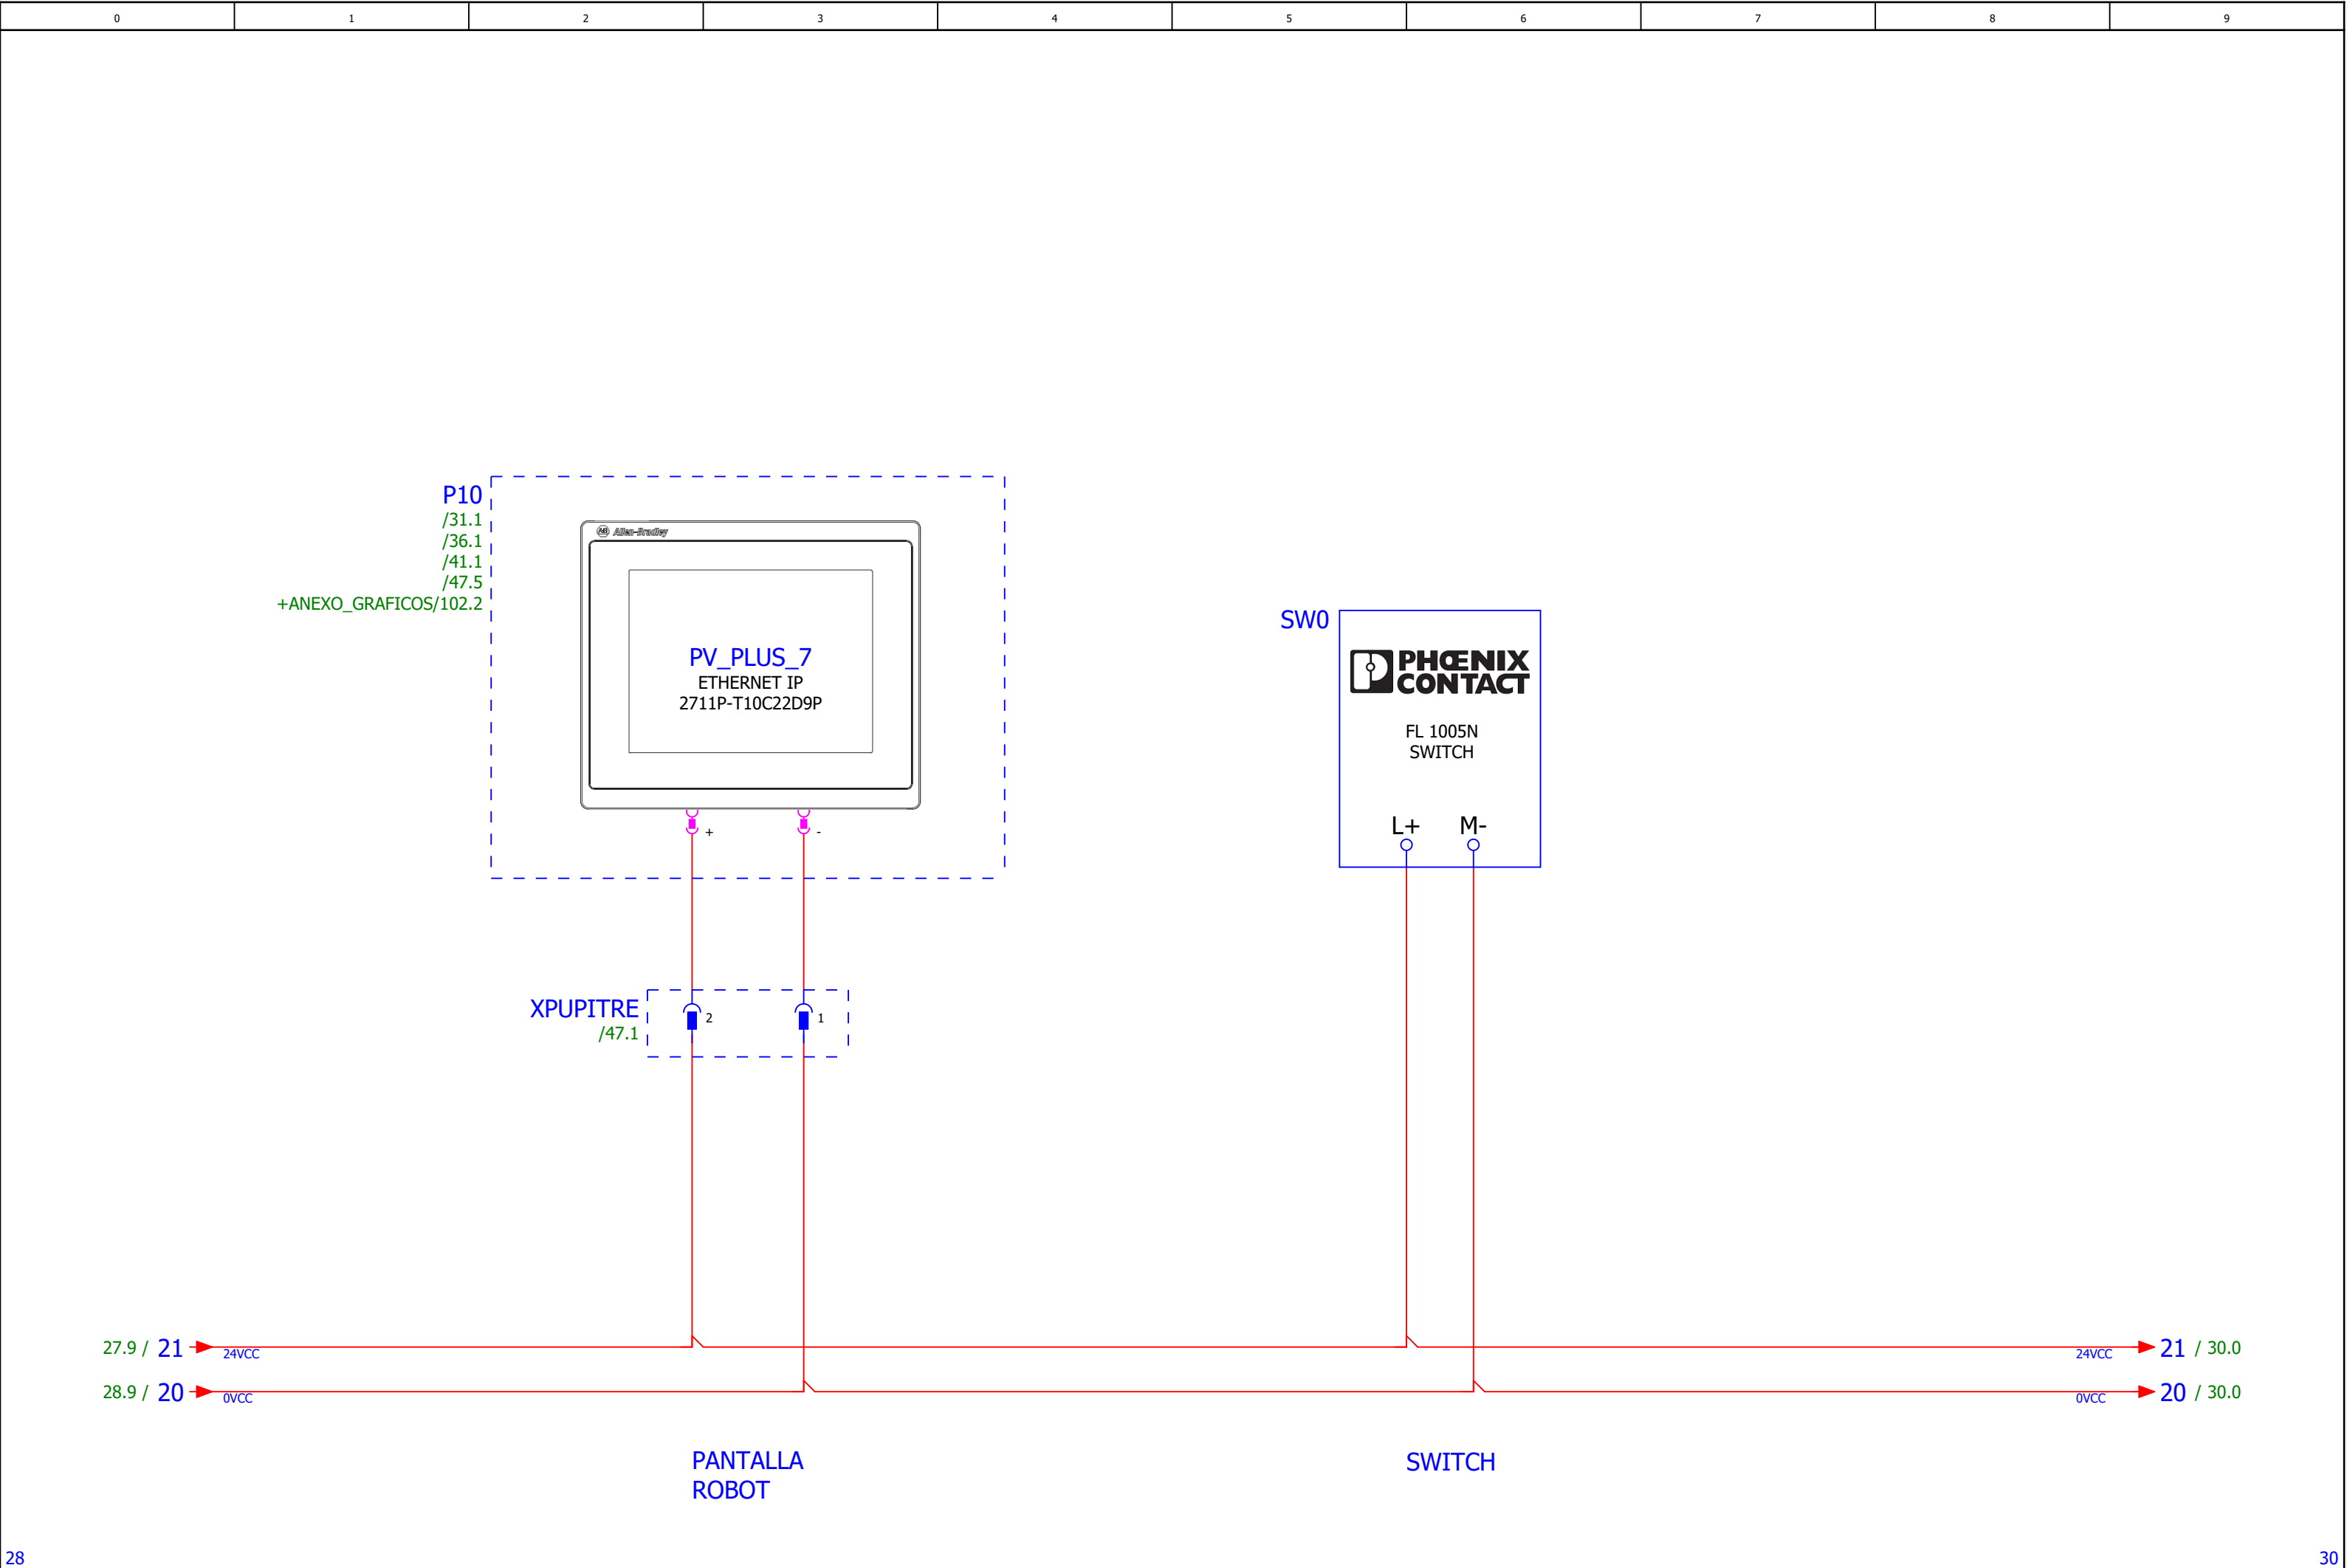 0 1 2 3 4 5 6 7 8 9
P10
/31.1
/36.1
/41.1
/47.5
+ANEXO_GRAFICOS/102.2
AB Allen-Bradley
PV_PLUS_7
ETHERNET IP
2711P-T10C22D9P
+ -
SW0
PHŒNIX
CONTACT
FL 1005N
SWITCH
L+ M-
XPUPITRE
/47.1
2 1
27.9 / 21 24VCC 24VCC 21 / 30.0
28.9 / 20 0VCC 0VCC 20 / 30.0
PANTALLA
ROBOT
SWITCH
28 30